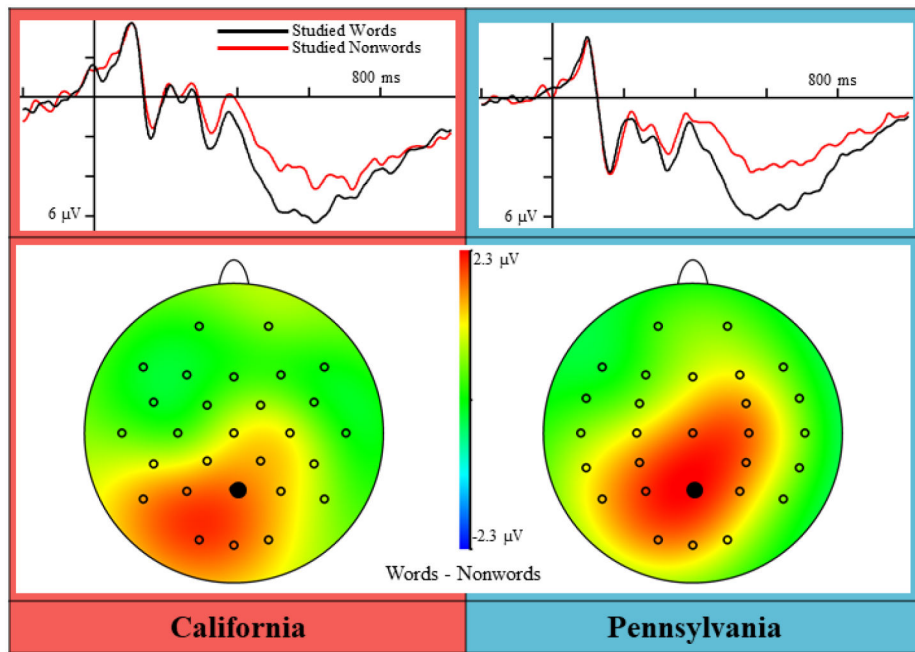 Studied Words
Studied Nonwords
800 ms
6 μV
800 ms
6 μV
2.3 μV
-2.3 μV
Words - Nonwords
California
Pennsylvania